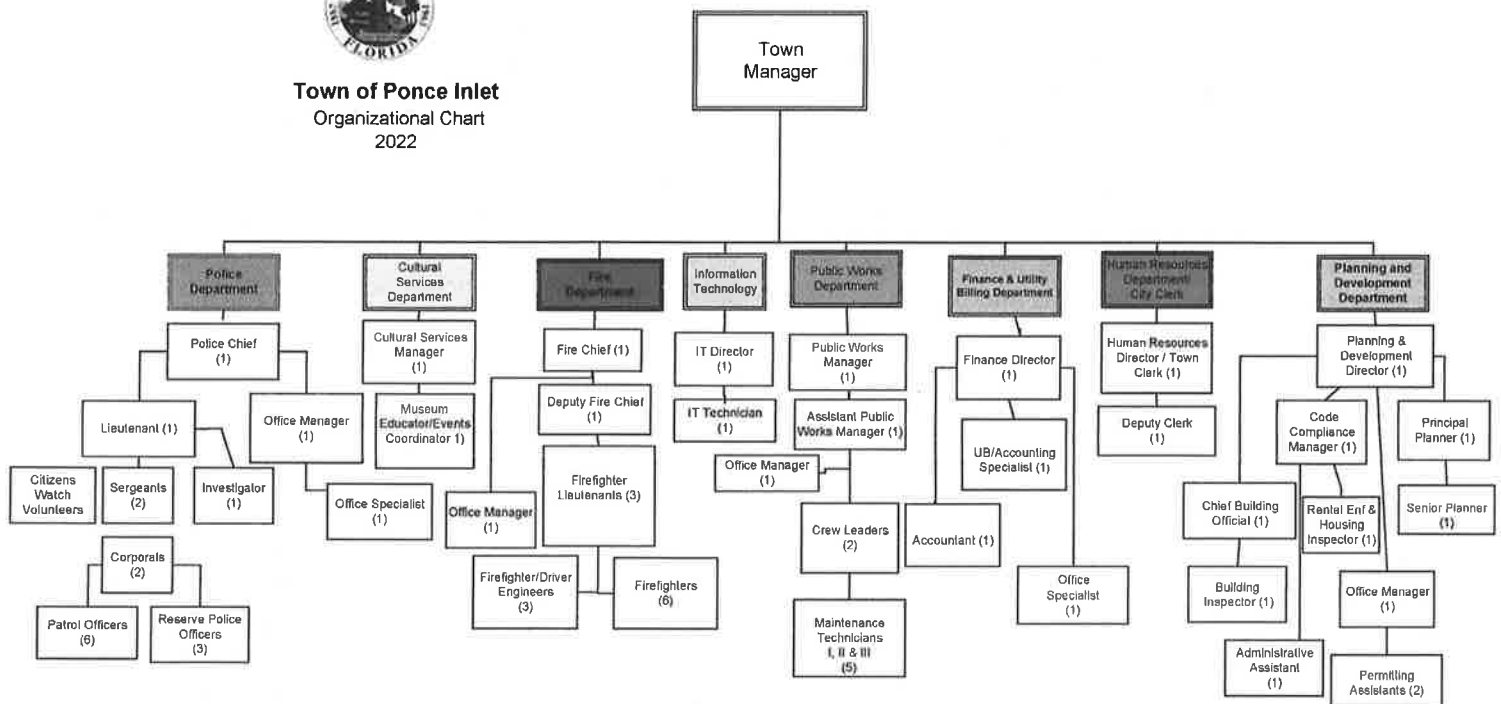 FLORIDA
Town of Ponce Inlet
Organizational Chart
2022
Town
Manager
Police
Department
Cultural
Services
Department
Fire
Department
Information
Technology
Public Works
Department
Finance & Utility
Billing Department
Human Resources
Department/
City Clerk
Planning and
Development
Department
Police Chief
(1)
Lieutenant (1)
Office Manager
(1)
Citizens
Watch
Volunteers
Sergeants
(2)
Investigator
(1)
Office Specialist
(1)
Corporals
(2)
Patrol Officers
(6)
Reserve Police
Officers
(3)
Cultural Services
Manager
(1)
Museum
Educator/Events
Coordinator 1)
Fire Chief (1)
Deputy Fire Chief
(1)
Office Manager
(1)
Firefighter
Lieutenants (3)
Firefighter/Driver
Engineers
(3)
Firefighters
(6)
IT Director
(1)
IT Technician
(1)
Public Works
Manager
(1)
Assistant Public
Works Manager (1)
Office Manager
(1)
Crew Leaders
(2)
Maintenance
Technicians
I, II & III
(5)
Finance Director
(1)
UB/Accounting
Specialist (1)
Accountant (1)
Office
Specialist
(1)
Human Resources
Director / Town
Clerk (1)
Deputy Clerk
(1)
Planning &
Development
Director (1)
Code
Compliance
Manager (1)
Principal
Planner (1)
Chief Building
Official (1)
Rental Enf &
Housing
Inspector (1)
Senior Planner
(1)
Building
Inspector (1)
Office Manager
(1)
Administrative
Assistant
(1)
Permitting
Assistants (2)